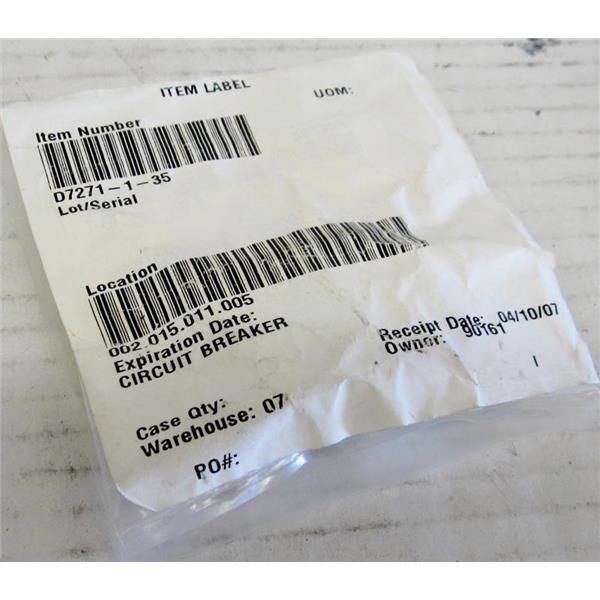 ITEM LABEL UOM:
Item Number
D7271-1-35
Lot/Serial
Location
002.015.011.005
Expiration Date: Receipt Date: 04/10/07
CIRCUIT BREAKER Owner: 90161
I
Case Qty:
Warehouse: 07
PO#: